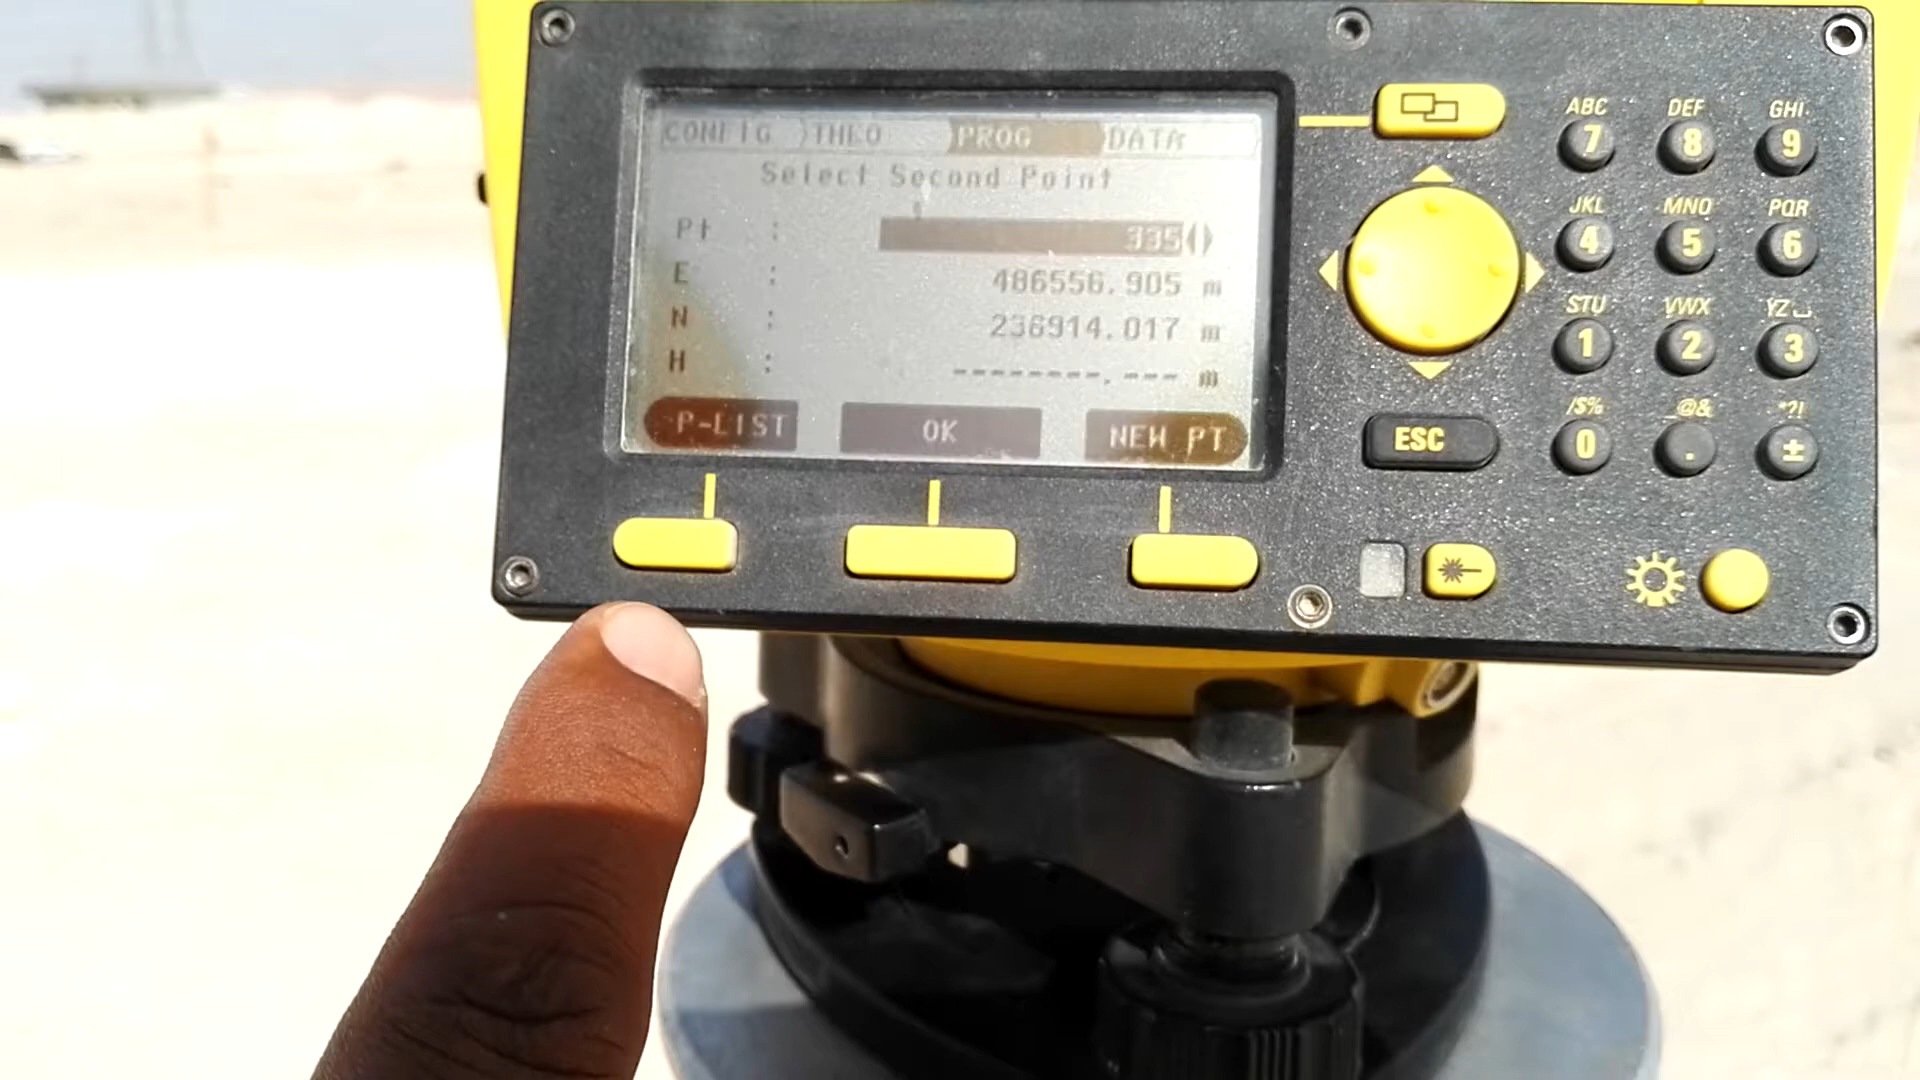 CONFIG THEO PROG DATA
Select Second Point
Pt : 335
E : 486556.905 m
N : 236914.017 m
H : --------.--- m
P-LIST OK NEW PT
ABC DEF GHI
7 8 9
JKL MNO PQR
4 5 6
STU VWX YZ
1 2 3
/$% _@& *?!
0 . ±
ESC